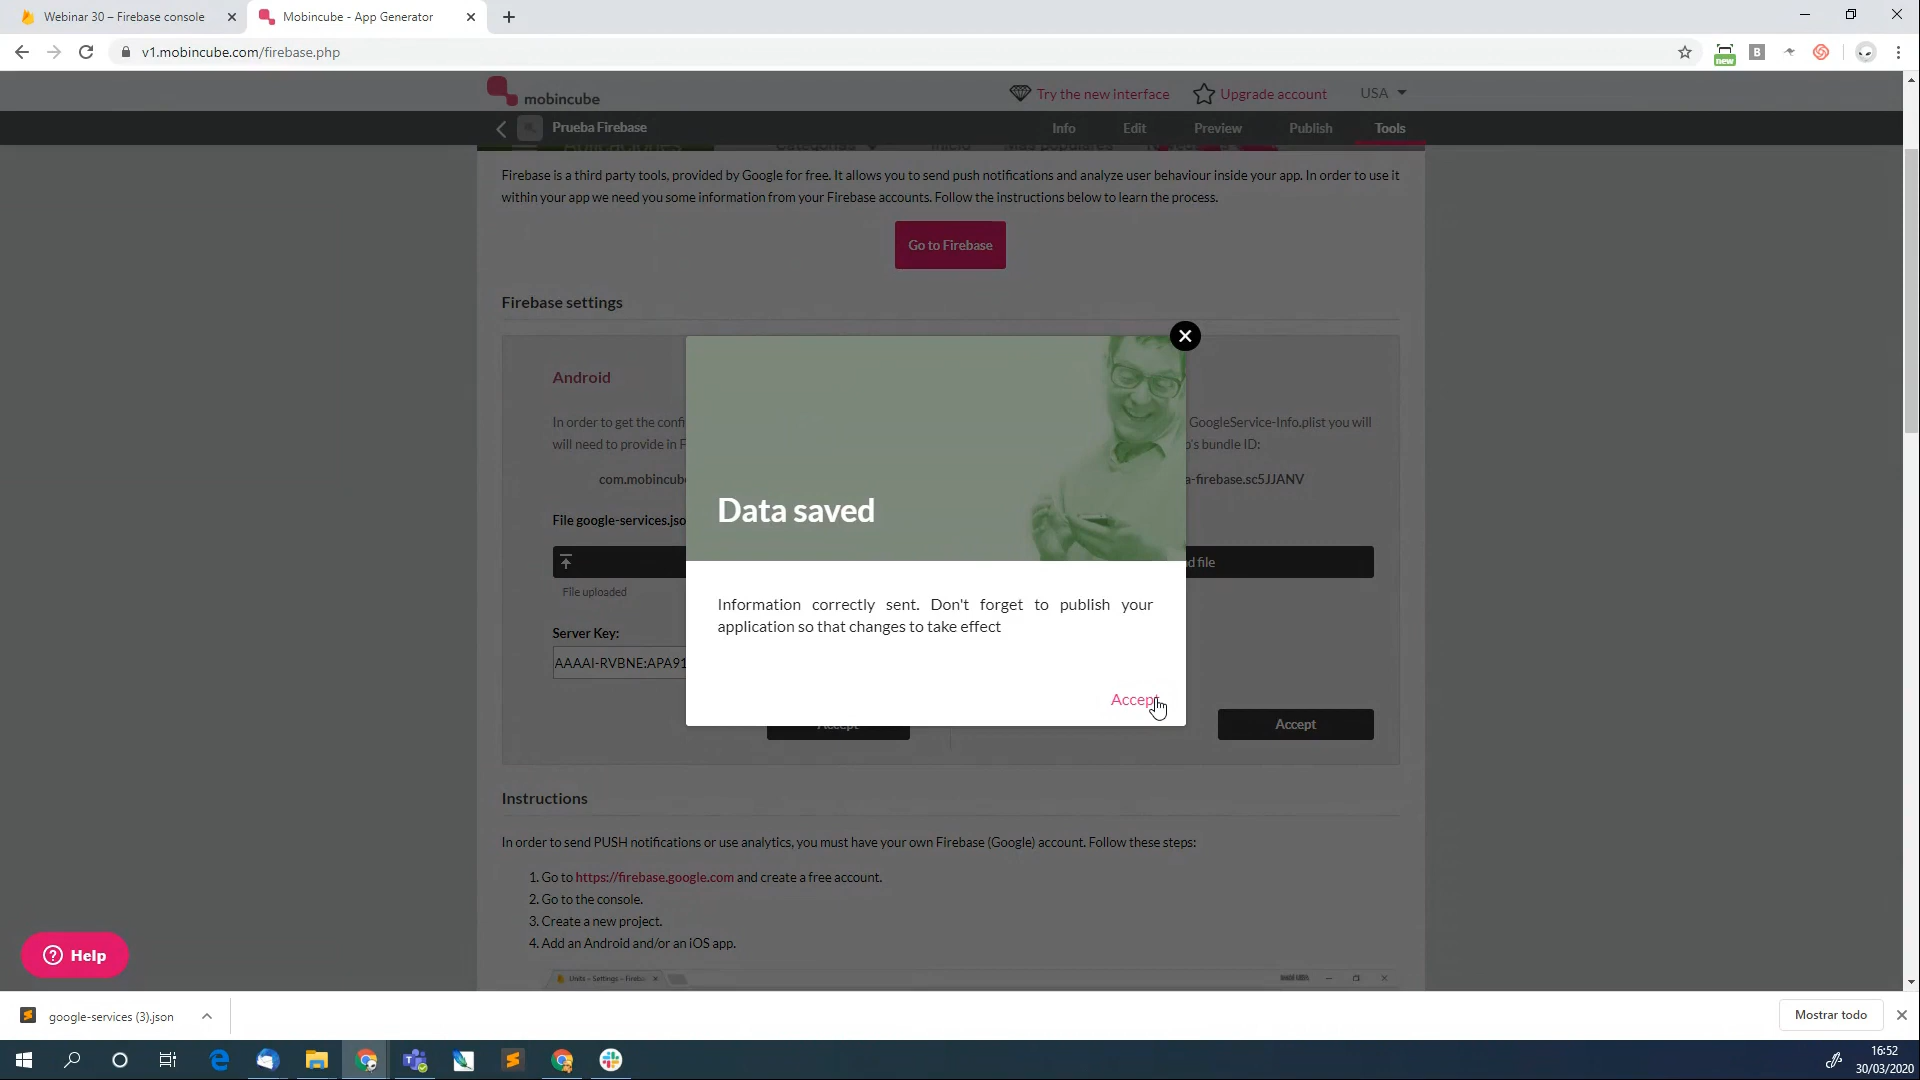 Webinar 30 – Firebase console
Mobincube - App Generator
v1.mobincube.com/firebase.php
new
B
mobincube
Try the new interface
Upgrade account
USA
Prueba Firebase
Info
Edit
Preview
Publish
Tools
Firebase is a third party tools, provided by Google for free. It allows you to send push notifications and analyze user behaviour inside your app. In order to use it
within your app we need you some information from your Firebase accounts. Follow the instructions below to learn the process.
Go to Firebase
Firebase settings
Android
In order to get the confi
GoogleService-Info.plist you will
will need to provide in F
's bundle ID:
com.mobincube
a-firebase.sc5JJANV
File google-services.jso
d file
File uploaded
Server Key:
AAAAI-RVBNE:APA91
Data saved
Information correctly sent. Don't forget to publish your
application so that changes to take effect
Accept
Accept
Accept
Instructions
In order to send PUSH notifications or use analytics, you must have your own Firebase (Google) account. Follow these steps:
1. Go to https://firebase.google.com and create a free account.
2. Go to the console.
3. Create a new project.
4. Add an Android and/or an iOS app.
Units - Settings - Fireba
Help
google-services (3).json
Mostrar todo
16:52
30/03/2020